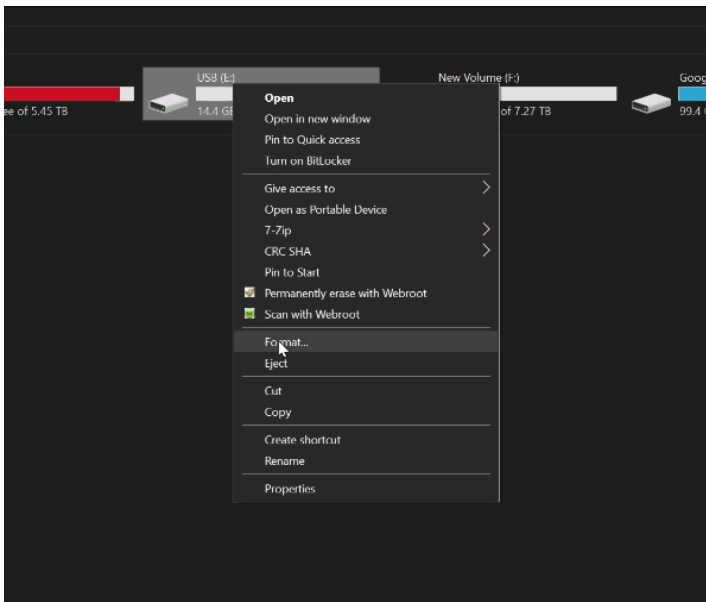 USB (E:)
New Volume (F:)
Goog
ee of 5.45 TB
14.4 GB
of 7.27 TB
99.4
Open
Open in new window
Pin to Quick access
Turn on BitLocker
Give access to
Open as Portable Device
7-Zip
CRC SHA
Pin to Start
Permanently erase with Webroot
Scan with Webroot
Format...
Eject
Cut
Copy
Create shortcut
Rename
Properties